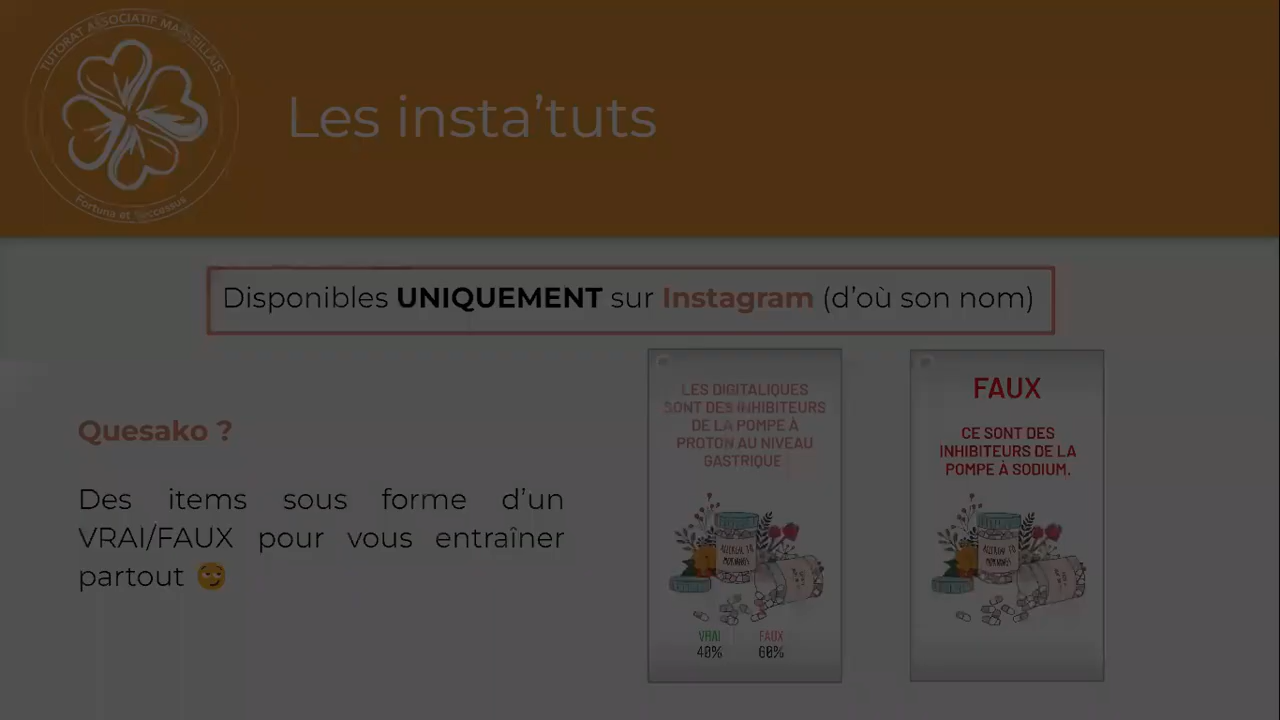 TUTORAT ASSOCIATIF MARSEILLAIS
Fortuna et Successus
Les insta'tuts
Disponibles UNIQUEMENT sur Instagram (d'où son nom)
Quesako ?
Des items sous forme d'un
VRAI/FAUX pour vous entraîner
partout
LES DIGITALIQUES
SONT DES INHIBITEURS
DE LA POMPE À
PROTON AU NIVEAU
GASTRIQUE
VRAI FAUX
40% 60%
FAUX
CE SONT DES
INHIBITEURS DE LA
POMPE À SODIUM.